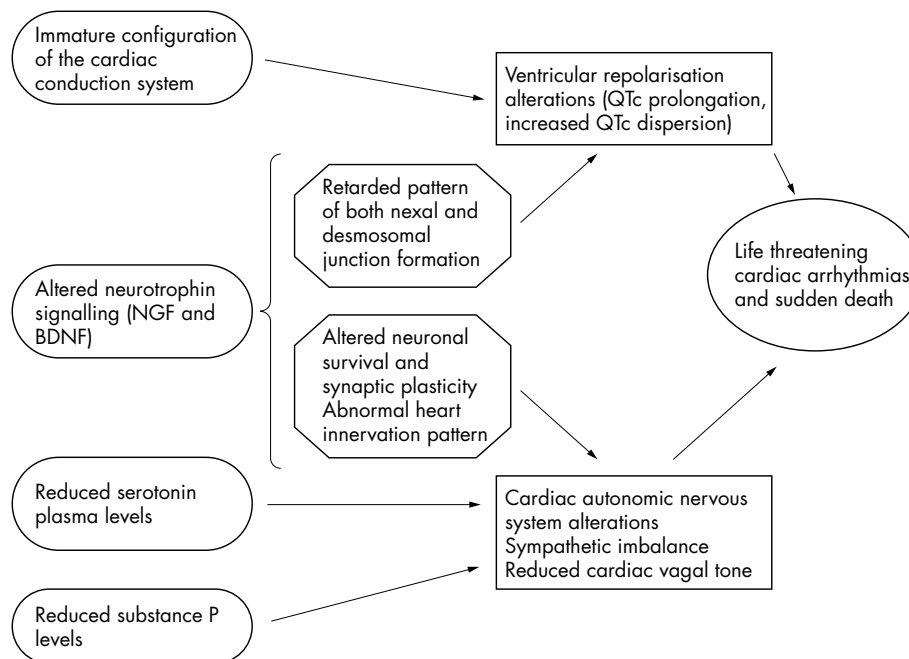 Immature configuration
of the cardiac
conduction system
Ventricular repolarisation
alterations (QTc prolongation,
increased QTc dispersion)
Retarded pattern
of both nexal and
desmosomal
junction formation
Life threatening
cardiac arrhythmias
and sudden death
Altered neurotrophin
signalling (NGF and
BDNF)
Altered neuronal
survival and
synaptic plasticity
Abnormal heart
innervation pattern
Reduced serotonin
plasma levels
Cardiac autonomic nervous
system alterations
Sympathetic imbalance
Reduced cardiac vagal tone
Reduced substance P
levels